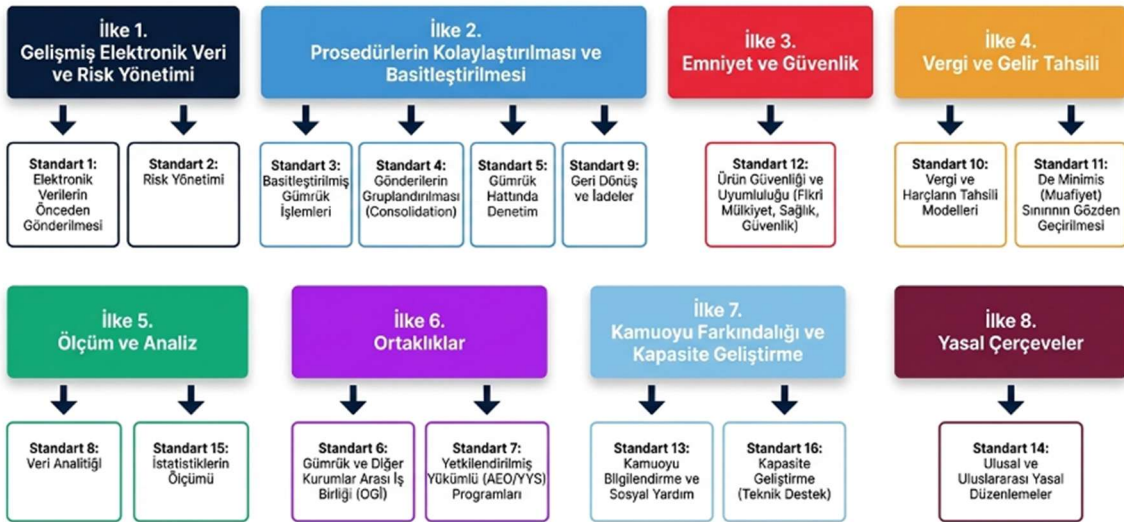 İlke 1.
Gelişmiş Elektronik Veri
ve Risk Yönetimi
İlke 2.
Prosedürlerin Kolaylaştırılması ve
Basitleştirilmesi
İlke 3.
Emniyet ve Güvenlik
İlke 4.
Vergi ve Gelir Tahsili
Standart 1:
Elektronik
Verilerin
Önceden
Gönderilmesi
Standart 2:
Risk Yönetimi
Standart 3:
Basitleştirilmiş
Gümrük
İşlemleri
Standart 4:
Gönderilerin
Gruplandırılması
(Consolidation)
Standart 5:
Gümrük
Hattında
Denetim
Standart 9:
Geri Dönüş
ve İadeler
Standart 12:
Ürün Güvenliği ve
Uyumluluğu (Fikri
Mülkiyet, Sağlık,
Güvenlik)
Standart 10:
Vergi ve
Harçların Tahsili
Modelleri
Standart 11:
De Minimis
(Muafiyet)
Sınırının Gözden
Geçirilmesi
İlke 5.
Ölçüm ve Analiz
İlke 6.
Ortaklıklar
İlke 7.
Kamuoyu Farkındalığı ve
Kapasite Geliştirme
İlke 8.
Yasal Çerçeveler
Standart 8:
Veri Analitiği
Standart 15:
İstatistiklerin
Ölçümü
Standart 6:
Gümrük ve Diğer
Kurumlar Arası İş
Birliği (OGİ)
Standart 7:
Yetkilendirilmiş
Yükümlü (AEO/YYS)
Programları
Standart 13:
Kamuoyu
Bilgilendirme ve
Sosyal Yardım
Standart 16:
Kapasite
Geliştirme
(Teknik Destek)
Standart 14:
Ulusal ve
Uluslararası Yasal
Düzenlemeler